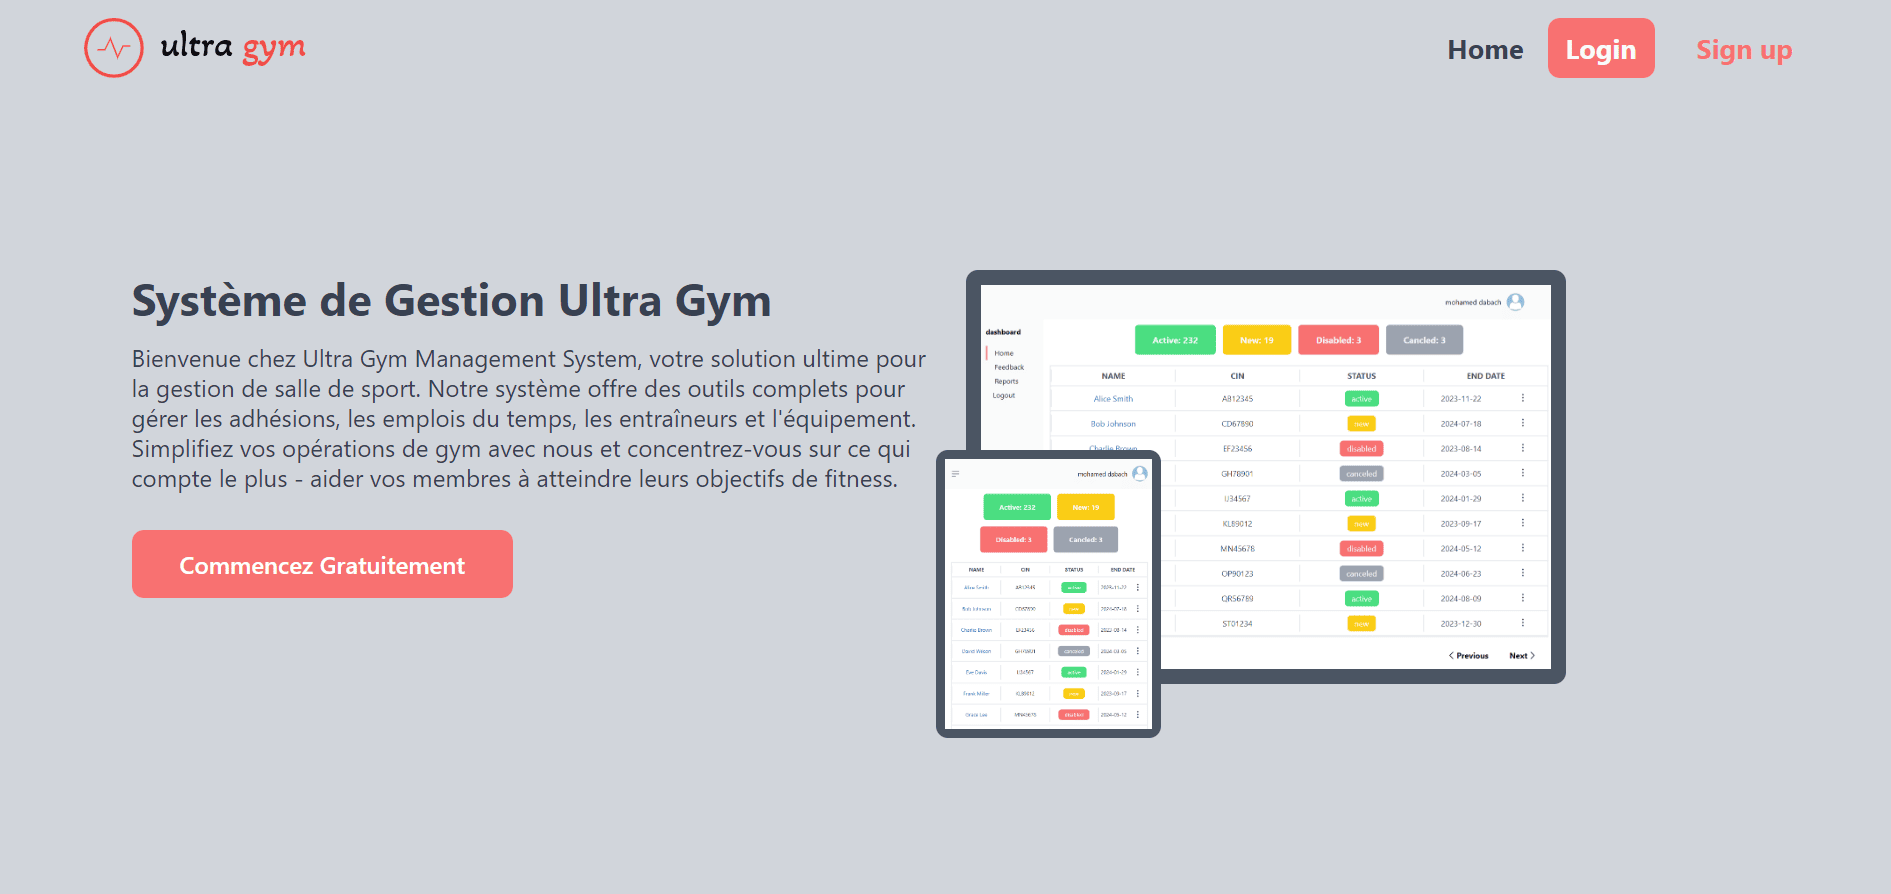 ultra gym
Home Login Sign up
Système de Gestion Ultra Gym
Bienvenue chez Ultra Gym Management System, votre solution ultime pour
la gestion de salle de sport. Notre système offre des outils complets pour
gérer les adhésions, les emplois du temps, les entraîneurs et l'équipement.
Simplifiez vos opérations de gym avec nous et concentrez-vous sur ce qui
compte le plus - aider vos membres à atteindre leurs objectifs de fitness.
Commencez Gratuitement
mohamed dabach
dashboard
Home
Feedback
Reports
Logout
Active: 232 New: 19 Disabled: 3 Cancled: 3
NAME CIN STATUS END DATE
Alice Smith AB12345 active 2023-11-22
Bob Johnson CD67890 new 2024-07-18
Charlie Brown EF23456 disabled 2023-08-14
GH78901 canceled 2024-03-05
IJ34567 active 2024-01-29
KL89012 new 2023-09-17
MN45678 disabled 2024-05-12
OP90123 canceled 2024-06-23
QR56789 active 2024-08-09
ST01234 new 2023-12-30
Previous Next
mohamed dabach
Active: 232 New: 19
Disabled: 3 Cancled: 3
NAME CIN STATUS END DATE
Alice Smith AB12345 active 2023-11-22
Bob Johnson CD67890 new 2024-07-18
Charlie Brown EF23456 disabled 2023-08-14
David Wilson GH78901 canceled 2024-03-05
Eve Davis IJ34567 active 2024-01-29
Frank Miller KL89012 new 2023-09-17
Grace Lee MN45678 disabled 2024-05-12